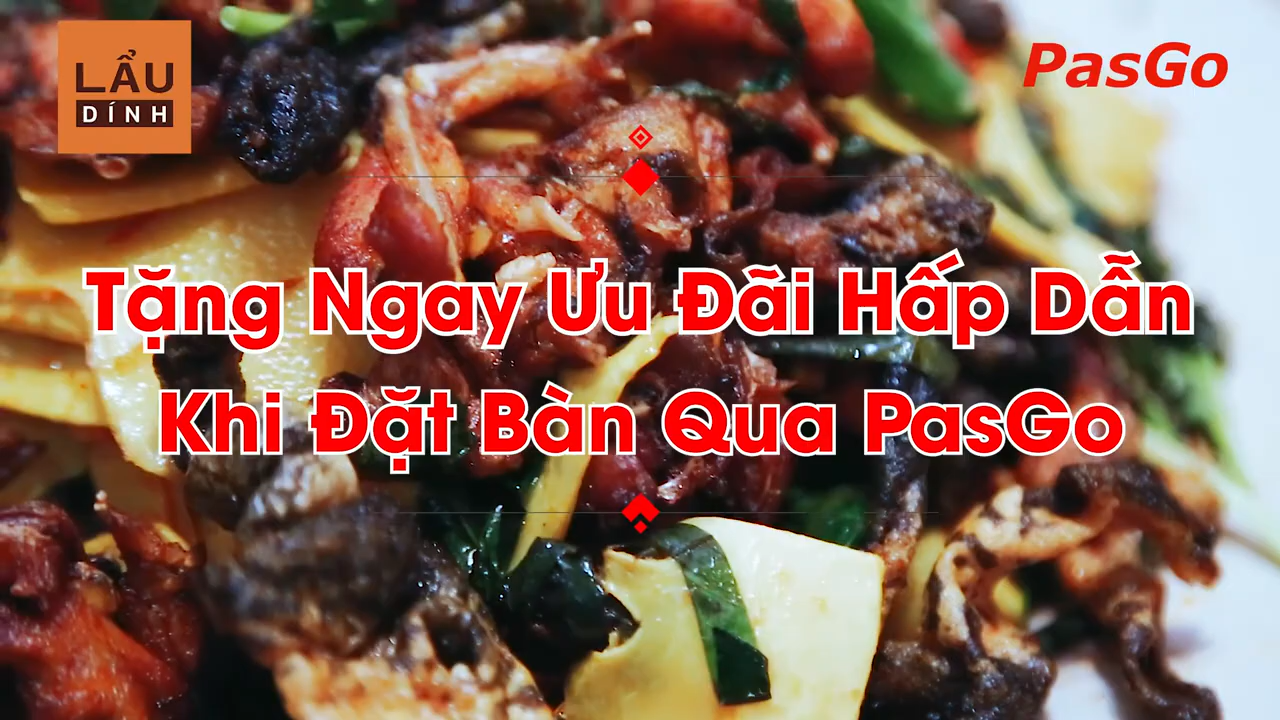 LẨU
DÍNH
PasGo
Tặng Ngay Ưu Đãi Hấp Dẫn
Khi Đặt Bàn Qua PasGo